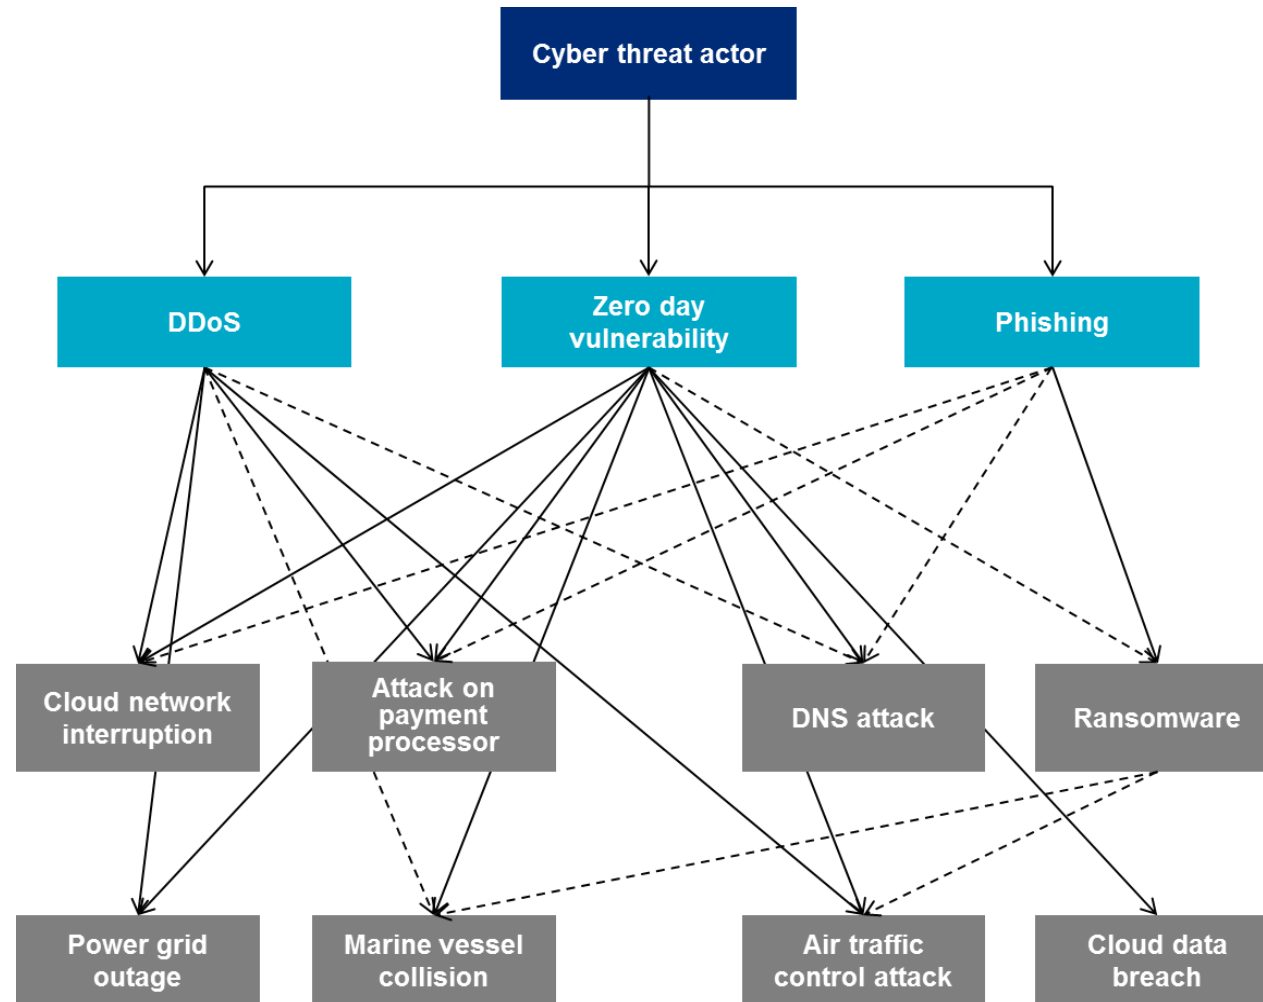 Cyber threat actor
DDoS
Zero day
vulnerability
Phishing
Cloud network
interruption
Attack on
payment
processor
DNS attack
Ransomware
Power grid
outage
Marine vessel
collision
Air traffic
control attack
Cloud data
breach